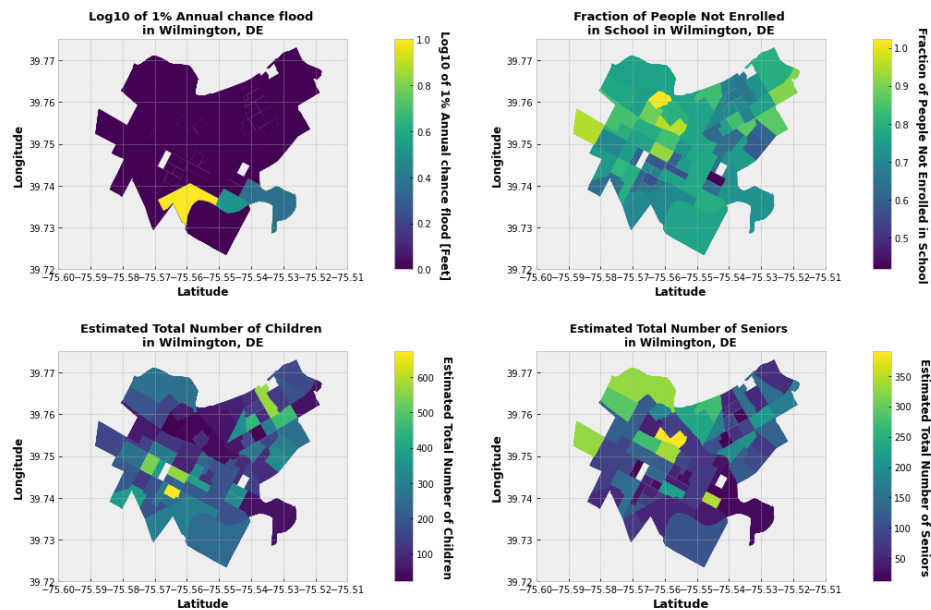 Log10 of 1% Annual chance flood
in Wilmington, DE
39.77
39.76
39.75
39.74
39.73
39.72
−75.60−75.59−75.58−75.57−75.56−75.55−75.54−75.53−75.52−75.51
Longitude
Latitude
1.0
0.8
0.6
0.4
0.2
0.0
Log10 of 1% Annual chance flood [Feet]
Fraction of People Not Enrolled
in School in Wilmington, DE
39.77
39.76
39.75
39.74
39.73
39.72
−75.60−75.59−75.58−75.57−75.56−75.55−75.54−75.53−75.52−75.51
Longitude
Latitude
1.0
0.9
0.8
0.7
0.6
0.5
Fraction of People Not Enrolled in School
Estimated Total Number of Children
in Wilmington, DE
39.77
39.76
39.75
39.74
39.73
39.72
−75.60−75.59−75.58−75.57−75.56−75.55−75.54−75.53−75.52−75.51
Longitude
Latitude
600
500
400
300
200
100
Estimated Total Number of Children
Estimated Total Number of Seniors
in Wilmington, DE
39.77
39.76
39.75
39.74
39.73
39.72
−75.60−75.59−75.58−75.57−75.56−75.55−75.54−75.53−75.52−75.51
Longitude
Latitude
350
300
250
200
150
100
50
Estimated Total Number of Seniors